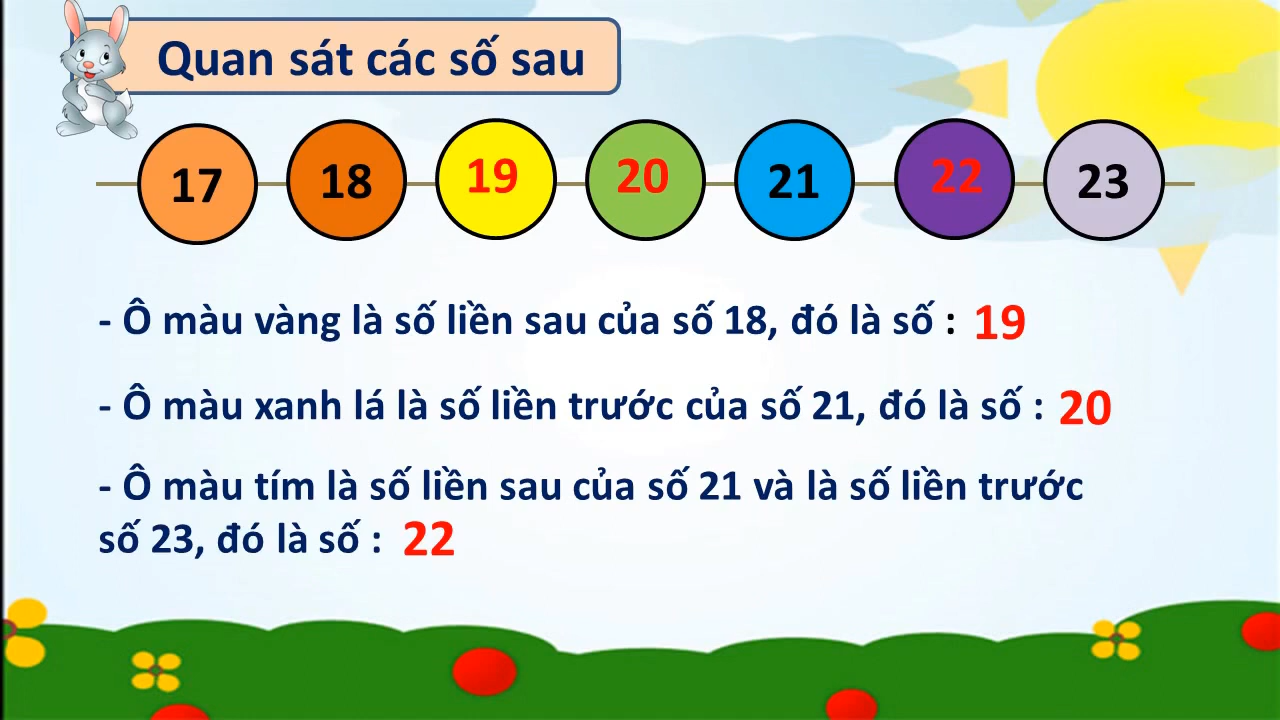 Quan sát các số sau
17 18 19 20 21 22 23
- Ô màu vàng là số liền sau của số 18, đó là số : 19
- Ô màu xanh lá là số liền trước của số 21, đó là số : 20
- Ô màu tím là số liền sau của số 21 và là số liền trước
số 23, đó là số : 22